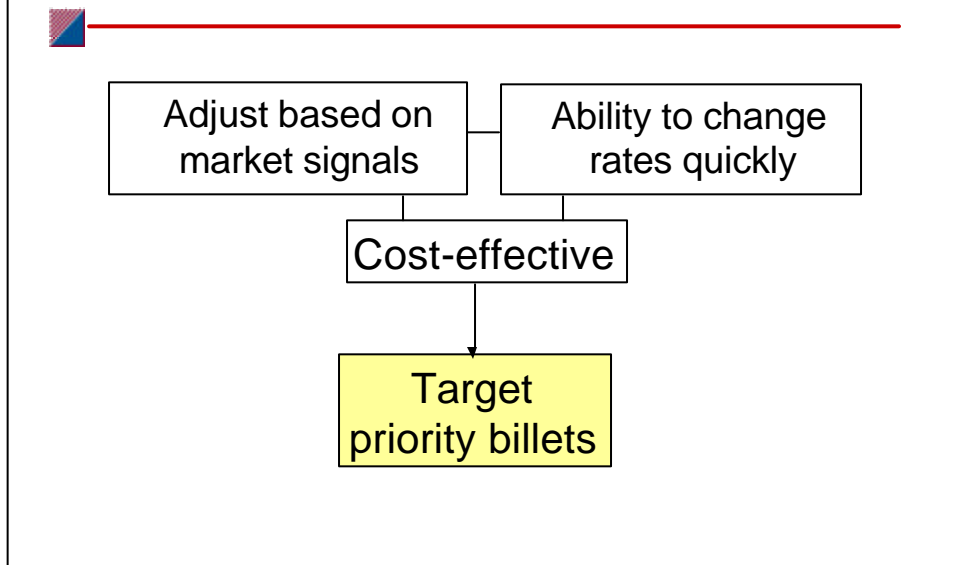 Adjust based on
market signals
Ability to change
rates quickly
Cost-effective
Target
priority billets